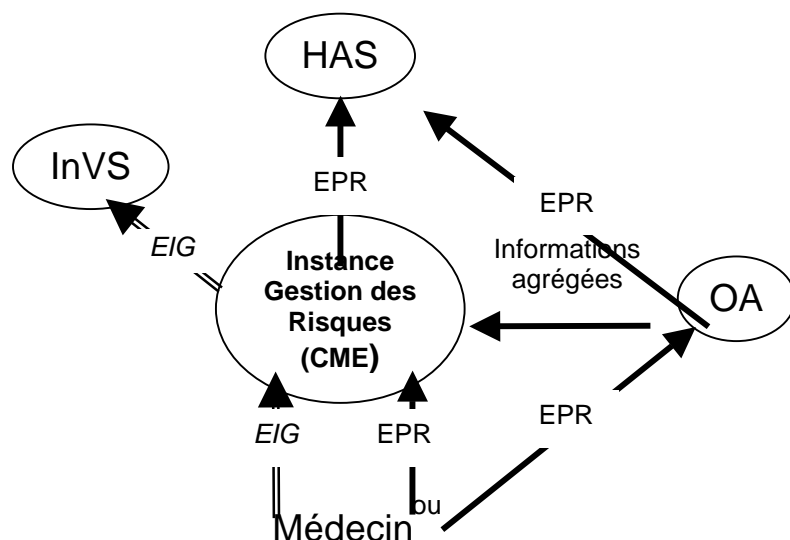 HAS
InVS
EPR
EPR
EIG
Informations
agrégées
Instance
Gestion des
Risques
(CME)
OA
EIG
EPR
EPR
ou
Médecin